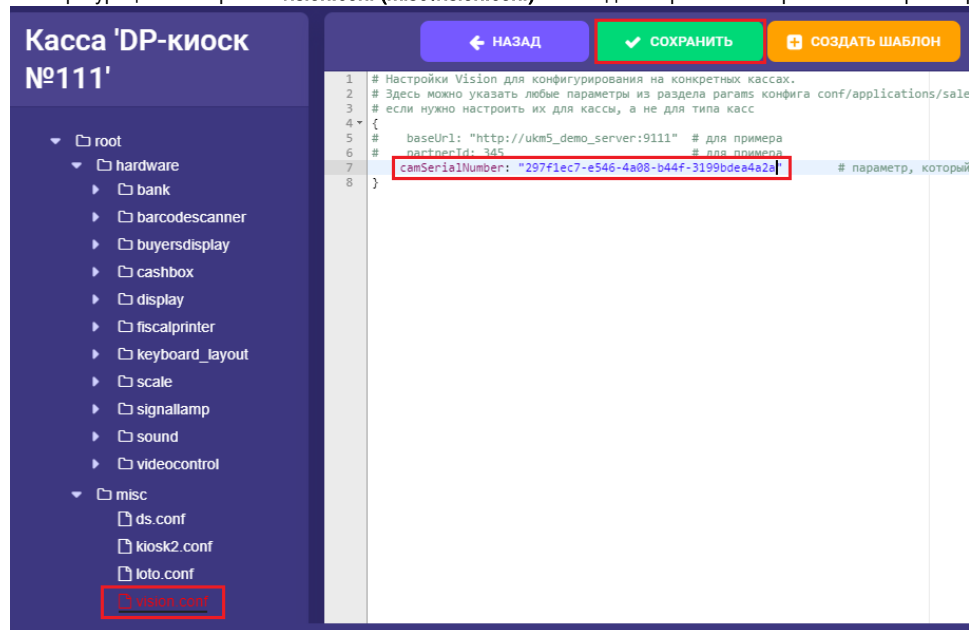 Касса 'DP-киоск
№111'
НАЗАД
СОХРАНИТЬ
СОЗДАТЬ ШАБЛОН
1 # Настройки Vision для конфигурирования на конкретных кассах.
2 # Здесь можно указать любые параметры из раздела params конфига conf/applications/sale
3 # если нужно настроить их для кассы, а не для типа касс
4 {
5 # baseUrl: "http://ukm5_demo_server:9111" # для примера
6 # partnerId: 345 # для примера
7 camSerialNumber: "297f1ec7-e546-4a08-b44f-3199bdea4a2a" # параметр, который
8 }
root
hardware
bank
barcodescanner
buyersdisplay
cashbox
display
fiscalprinter
keyboard_layout
scale
signallamp
sound
videocontrol
misc
ds.conf
kiosk2.conf
loto.conf
vision.conf